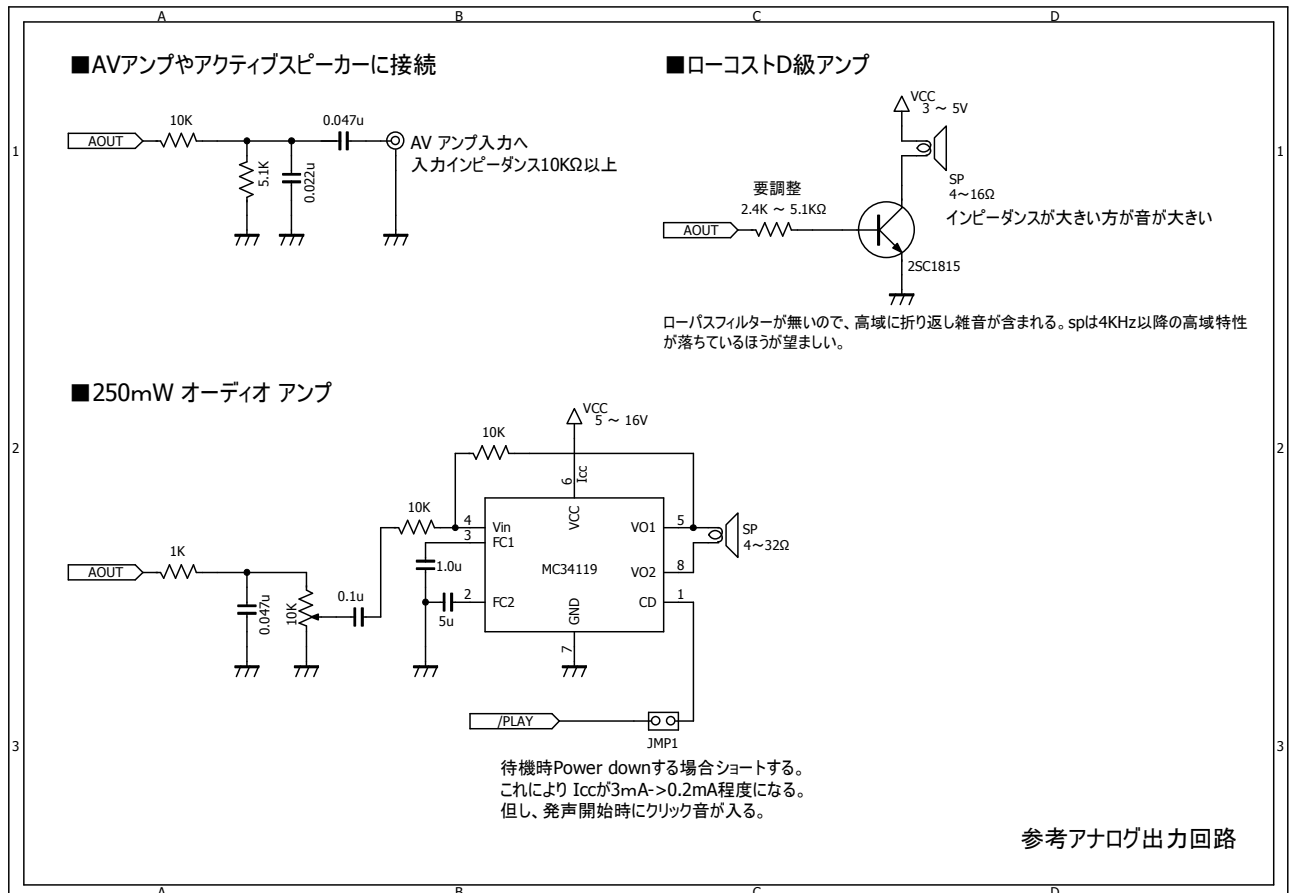 A B C D
■AVアンプやアクティブスピーカーに接続
AOUT
10K
5.1K
0.022u
0.047u
AV アンプ入力へ
入力インピーダンス10KΩ以上
■ローコストD級アンプ
VCC
3 ～ 5V
SP
4～16Ω
インピーダンスが大きい方が音が大きい
要調整
2.4K ～ 5.1KΩ
AOUT
2SC1815
ローパスフィルターが無いので、高域に折り返し雑音が含まれる。spは4KHz以降の高域特性
が落ちているほうが望ましい。
1 1
■250mW オーディオ アンプ
VCC
5 ～ 16V
10K
6
Icc
10K
4
3
Vin
FC1
VCC
VO1
5
SP
4～32Ω
1K
AOUT
1.0u
MC34119
VO2
8
0.047u
10K
0.1u
5u
2
FC2
GND
CD
1
7
2 2
/PLAY
JMP1
待機時Power downする場合ショートする。
これにより Iccが3mA->0.2mA程度になる。
但し、発声開始時にクリック音が入る。
3 3
参考アナログ出力回路
A B C D